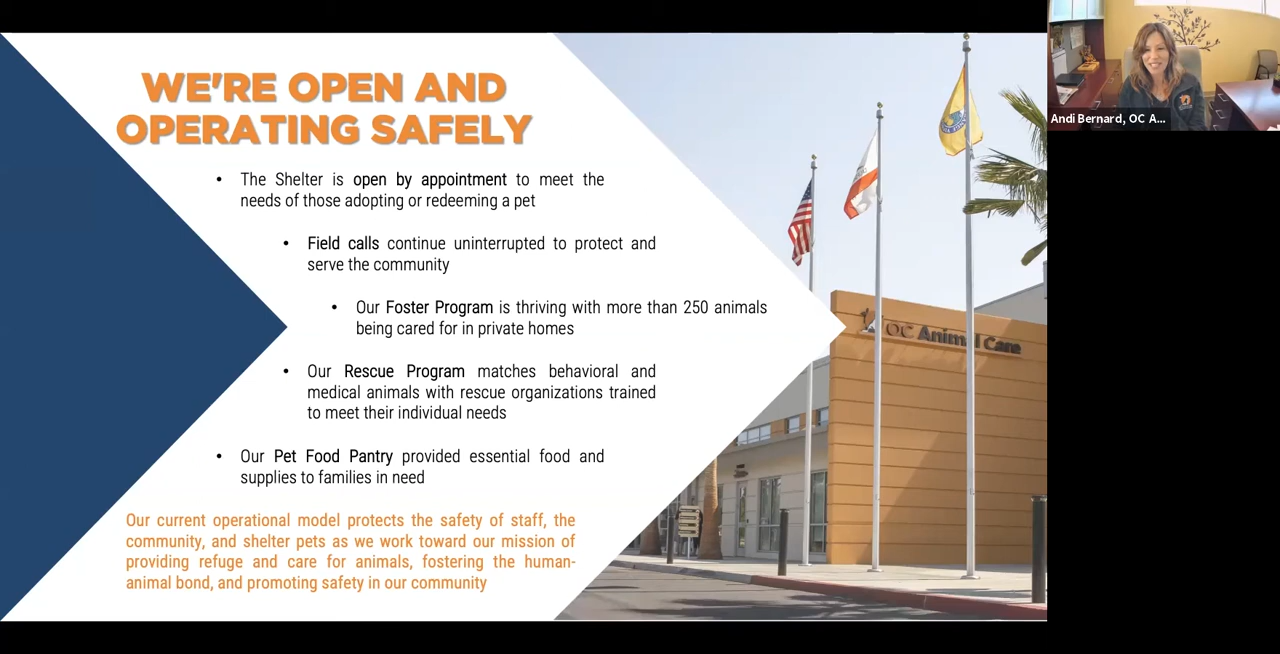 WE'RE OPEN AND
OPERATING SAFELY
• The Shelter is open by appointment to meet the
needs of those adopting or redeeming a pet
• Field calls continue uninterrupted to protect and
serve the community
• Our Foster Program is thriving with more than 250 animals
being cared for in private homes
• Our Rescue Program matches behavioral and
medical animals with rescue organizations trained
to meet their individual needs
• Our Pet Food Pantry provided essential food and
supplies to families in need
Our current operational model protects the safety of staff, the
community, and shelter pets as we work toward our mission of
providing refuge and care for animals, fostering the human-
animal bond, and promoting safety in our community
OC Animal Care
Andi Bernard, OC A...